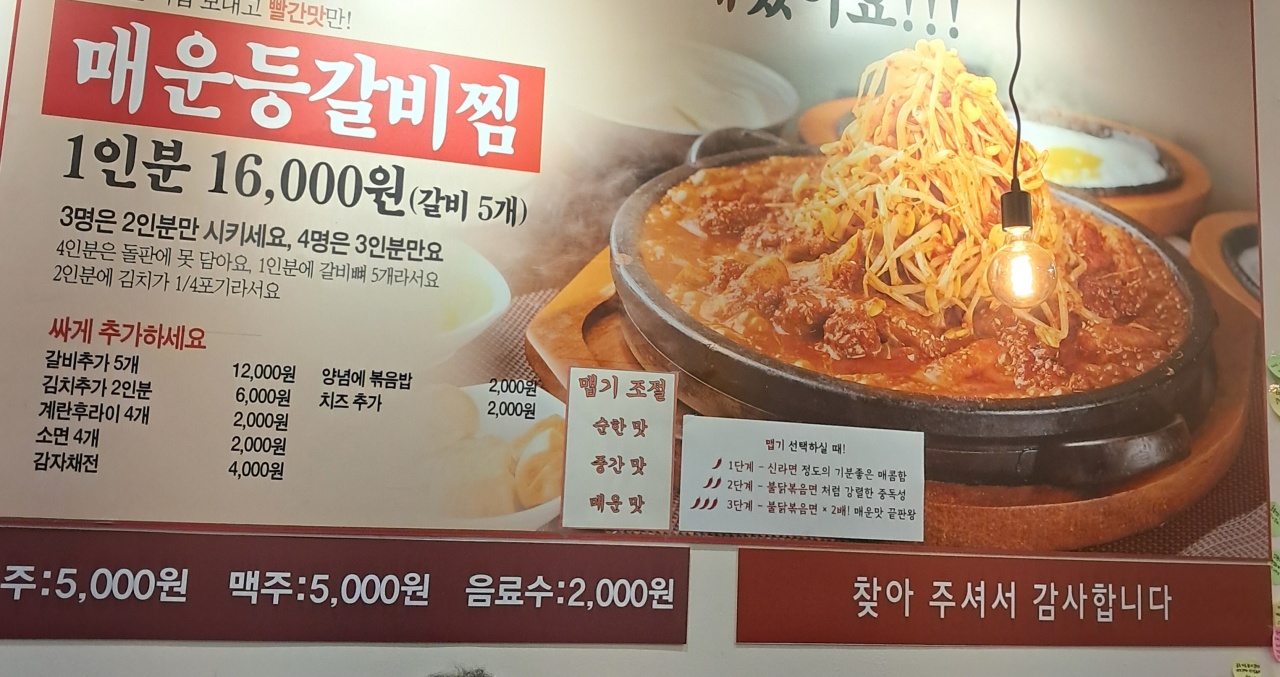 보내고 빨간맛만!
매운등갈비찜
1인분 16,000원(갈비 5개)
3명은 2인분만 시키세요, 4명은 3인분만요
4인분은 돌판에 못 담아요, 1인분에 갈비뼈 5개라서요
2인분에 김치가 1/4포기라서요
싸게 추가하세요
갈비추가 5개 12,000원
김치추가 2인분 6,000원
계란후라이 4개 2,000원
소면 4개 2,000원
감자채전 4,000원
양념에 볶음밥 2,000원
치즈 추가 2,000원
맵기 조절
순한 맛
중간 맛
매운 맛
맵기 선택하실 때!
1단계 - 신라면 정도의 기분좋은 매콤함
2단계 - 불닭볶음면 처럼 강렬한 중독성
3단계 - 불닭볶음면 × 2배! 매운맛 끝판왕
주:5,000원 맥주:5,000원 음료수:2,000원
찾아 주셔서 감사합니다